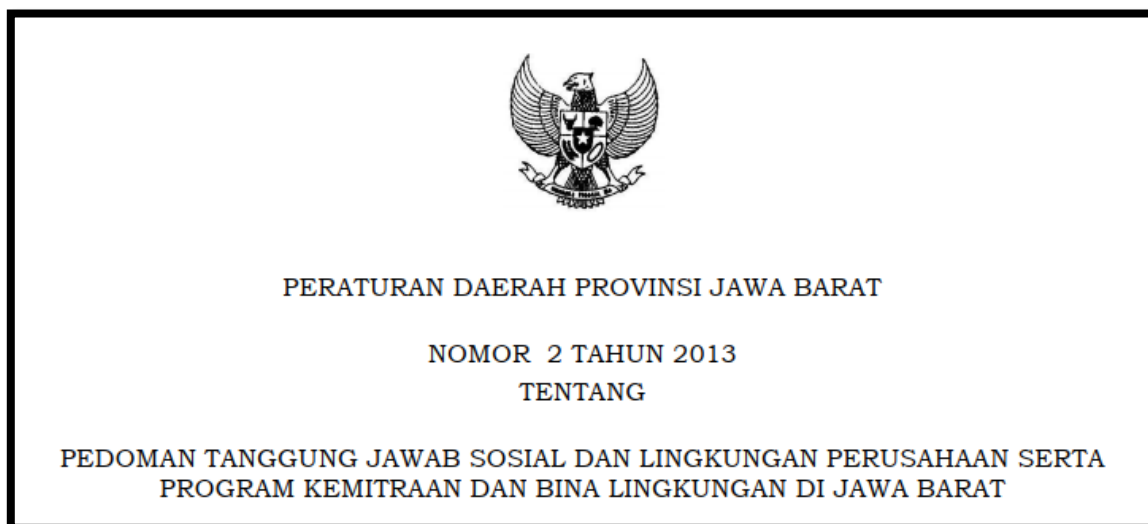 PERATURAN DAERAH PROVINSI JAWA BARAT
NOMOR 2 TAHUN 2013
TENTANG
PEDOMAN TANGGUNG JAWAB SOSIAL DAN LINGKUNGAN PERUSAHAAN SERTA
PROGRAM KEMITRAAN DAN BINA LINGKUNGAN DI JAWA BARAT